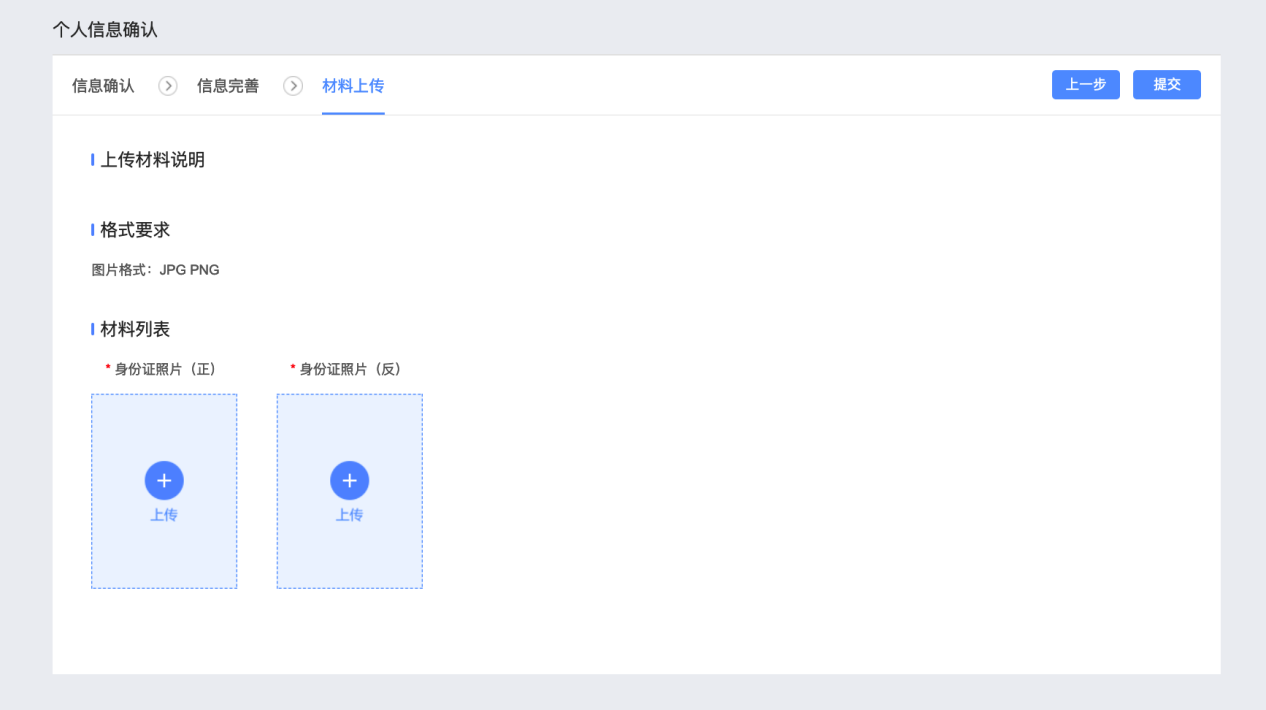 个人信息确认
信息确认 信息完善 材料上传 上一步 提交
上传材料说明
格式要求
图片格式：JPG PNG
材料列表
* 身份证照片（正） * 身份证照片（反）
上传 上传